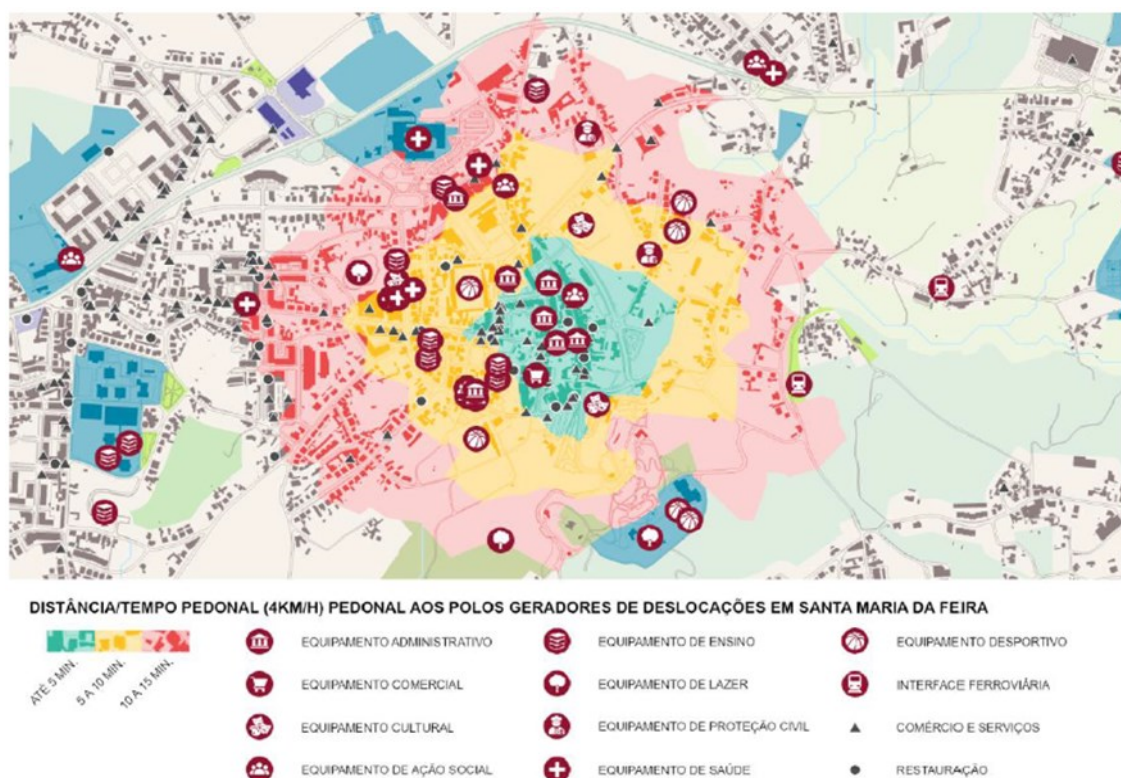 DISTÂNCIA/TEMPO PEDONAL (4KM/H) PEDONAL AOS POLOS GERADORES DE DESLOCAÇÕES EM SANTA MARIA DA FEIRA
ATÉ 5 MIN.
5 A 10 MIN.
10 A 15 MIN.
EQUIPAMENTO ADMINISTRATIVO
EQUIPAMENTO COMERCIAL
EQUIPAMENTO CULTURAL
EQUIPAMENTO DE AÇÃO SOCIAL
EQUIPAMENTO DE ENSINO
EQUIPAMENTO DE LAZER
EQUIPAMENTO DE PROTEÇÃO CIVIL
EQUIPAMENTO DE SAÚDE
EQUIPAMENTO DESPORTIVO
INTERFACE FERROVIÁRIA
COMÉRCIO E SERVIÇOS
RESTAURAÇÃO